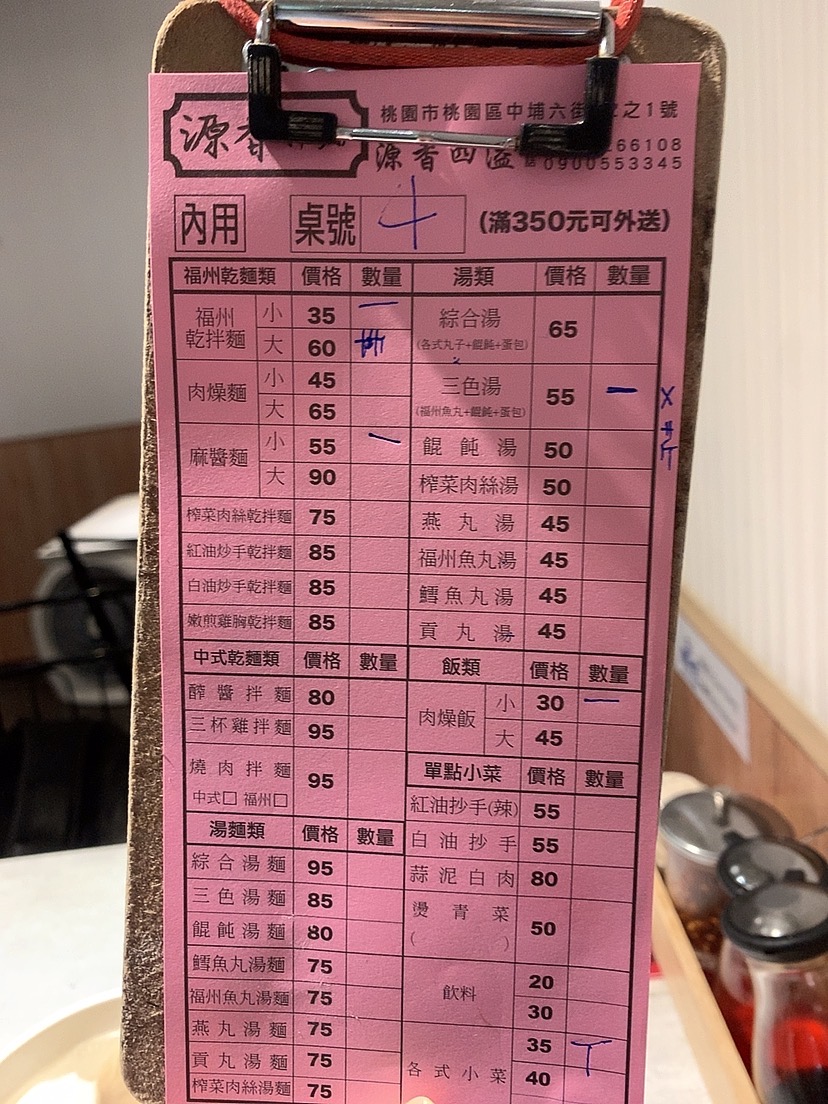 源香
桃園市桃園區中埔六街 之1號
源香四溢 66108
0900553345
內用 桌號 (滿350元可外送)
福州乾麵類 價格 數量
福州乾拌麵 小 35 一
大 60
肉燥麵 小 45
大 65
麻醬麵 小 55 一
大 90
榨菜肉絲乾拌麵 75
紅油炒手乾拌麵 85
白油炒手乾拌麵 85
嫩煎雞胸乾拌麵 85
中式乾麵類 價格 數量
醡醬拌麵 80
三杯雞拌麵 95
燒肉拌麵 95
中式□ 福州□
湯麵類 價格 數量
綜合湯麵 95
三色湯麵 85
餛飩湯麵 80
鱈魚丸湯麵 75
福州魚丸湯麵 75
燕丸湯麵 75
貢丸湯麵 75
榨菜肉絲湯麵 75
湯類 價格 數量
綜合湯 65
(各式丸子+餛飩+蛋包)
三色湯 55 一
(福州魚丸+餛飩+蛋包)
餛飩湯 50
榨菜肉絲湯 50
燕丸湯 45
福州魚丸湯 45
鱈魚丸湯 45
貢丸湯 45
飯類 價格 數量
肉燥飯 小 30 一
大 45
單點小菜 價格 數量
紅油抄手(辣) 55
白油抄手 55
蒜泥白肉 80
燙青菜 50
( )
飲料 20
30
各式小菜 35 丅
40